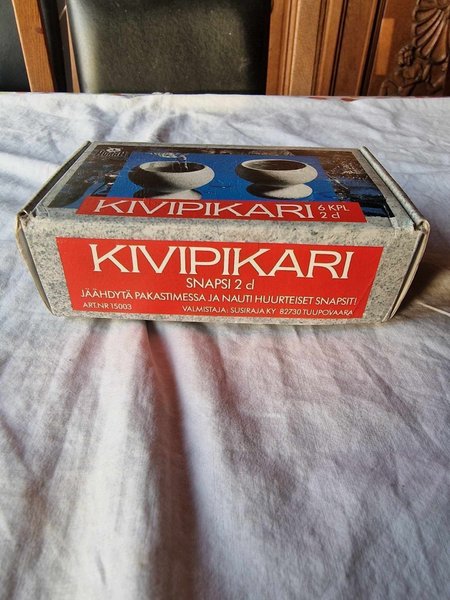 KIVIPIKARI
6 KPL
2 cl
KIVIPIKARI
SNAPSI 2 cl
JÄÄHDYTÄ PAKASTIMESSA JA NAUTI HUURTEISET SNAPSIT!
ART.NR 15003
VALMISTAJA: SUSIRAJA KY 82730 TUUPOVAARA